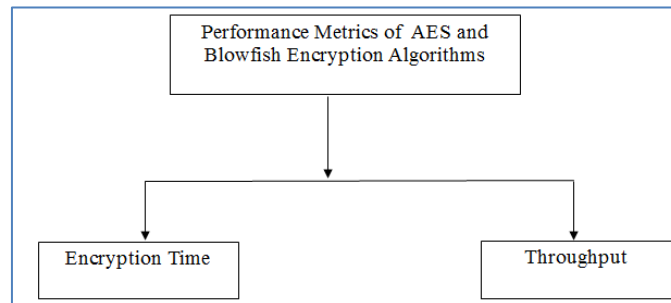 Performance Metrics of AES and
Blowfish Encryption Algorithms
Encryption Time
Throughput